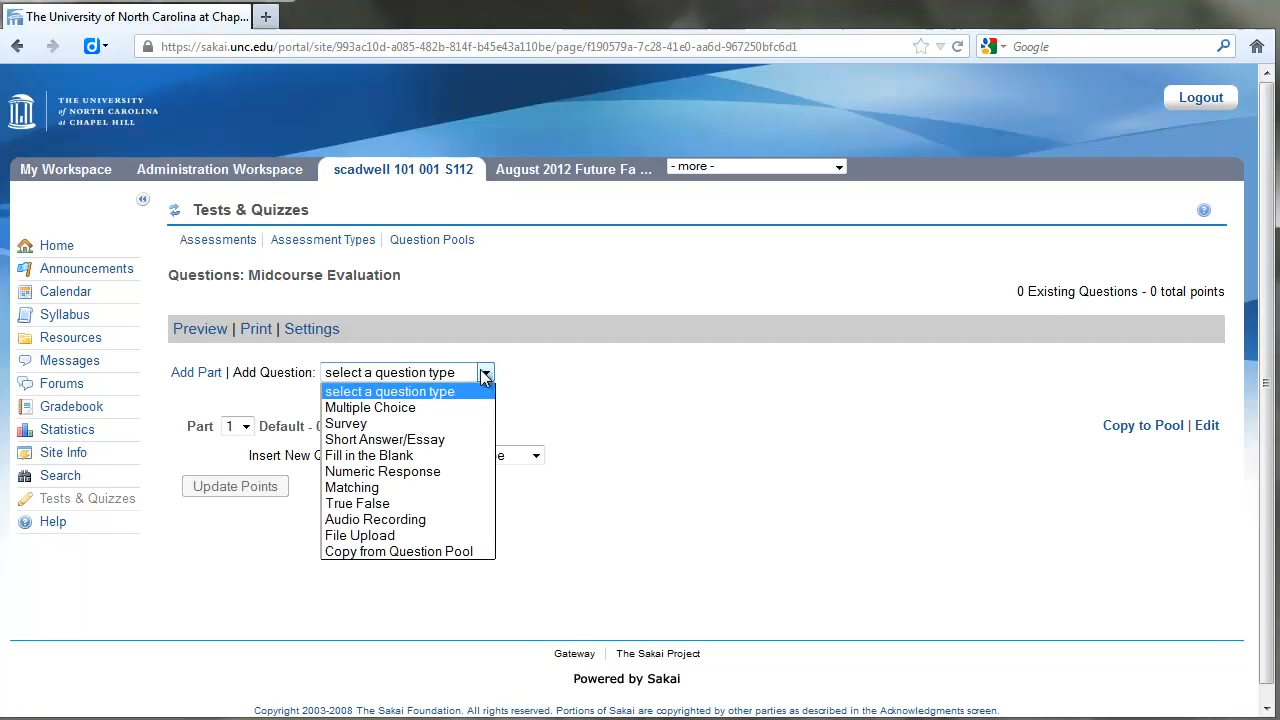 The University of North Carolina at Chap...
https://sakai.unc.edu/portal/site/993ac10d-a085-482b-814f-b45e43a110be/page/f190579a-7c28-41e0-aa6d-967250bfc6d1
Google
THE UNIVERSITY
of NORTH CAROLINA
at CHAPEL HILL
Logout
My Workspace
Administration Workspace
scadwell 101 001 S112
August 2012 Future Fa ...
- more -
Tests & Quizzes
Assessments
Assessment Types
Question Pools
Home
Announcements
Calendar
Syllabus
Resources
Messages
Forums
Gradebook
Statistics
Site Info
Search
Tests & Quizzes
Help
Questions: Midcourse Evaluation
0 Existing Questions - 0 total points
Preview | Print | Settings
Add Part | Add Question: select a question type
select a question type
Multiple Choice
Survey
Short Answer/Essay
Fill in the Blank
Numeric Response
Matching
True False
Audio Recording
File Upload
Copy from Question Pool
Part 1 Default -
Copy to Pool | Edit
Insert New
Update Points
Gateway
The Sakai Project
Powered by Sakai
Copyright 2003-2008 The Sakai Foundation. All rights reserved. Portions of Sakai are copyrighted by other parties as described in the Acknowledgments screen.